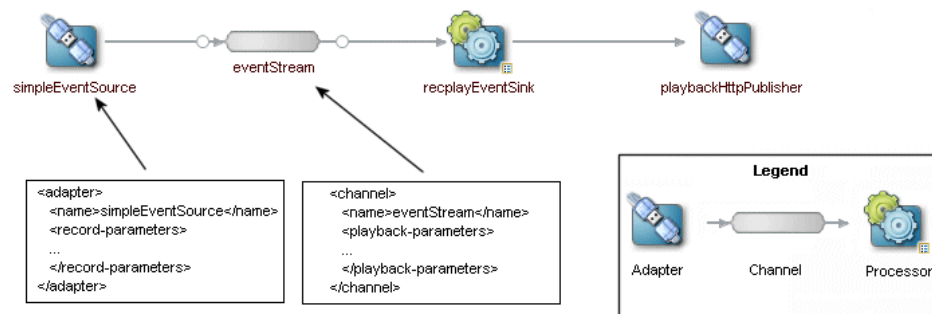 eventStream
simpleEventSource
recplayEventSink
playbackHttpPublisher
<adapter>
<name>simpleEventSource</name>
<record-parameters>
...
</record-parameters>
</adapter>
<channel>
<name>eventStream</name>
<playback-parameters>
...
</playback-parameters>
</channel>
Legend
Adapter
Channel
Processor